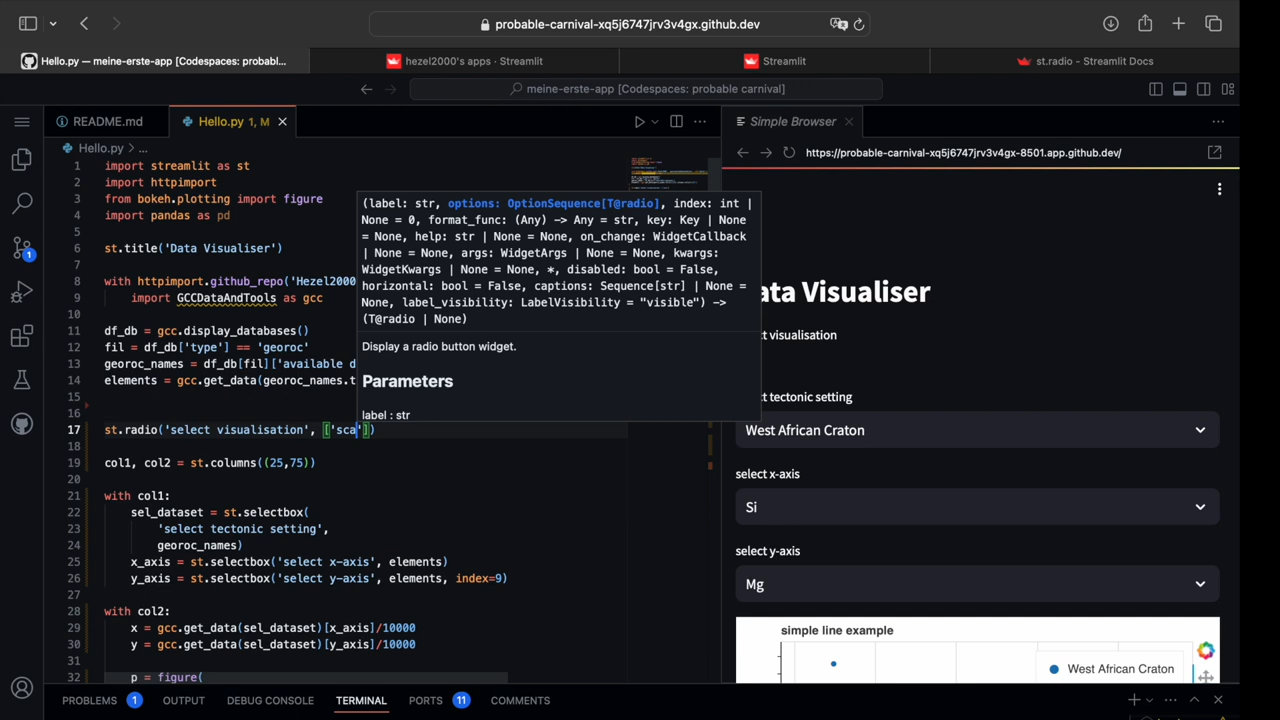 probable-carnival-xq5j6747jrv3v4gx.github.dev
Hello.py — meine-erste-app [Codespaces: probabl...
hezel2000's apps · Streamlit
Streamlit
st.radio - Streamlit Docs
meine-erste-app [Codespaces: probable carnival]
README.md
Hello.py 1, M
Simple Browser
Hello.py > ...
https://probable-carnival-xq5j6747jrv3v4gx-8501.app.github.dev/
1 import streamlit as st
2 import httpimport
3 from bokeh.plotting import figure
4 import pandas as pd
5
6 st.title('Data Visualiser')
7
8 with httpimport.github_repo('Hezel2000
9 import GCCDataAndTools as gcc
10
11 df_db = gcc.display_databases()
12 fil = df_db['type'] == 'georoc'
13 georoc_names = df_db[fil]['available d
14 elements = gcc.get_data(georoc_names.t
15
16
17 st.radio('select visualisation', ['sca'])
18
19 col1, col2 = st.columns((25,75))
20
21 with col1:
22 sel_dataset = st.selectbox(
23 'select tectonic setting',
24 georoc_names)
25 x_axis = st.selectbox('select x-axis', elements)
26 y_axis = st.selectbox('select y-axis', elements, index=9)
27
28 with col2:
29 x = gcc.get_data(sel_dataset)[x_axis]/10000
30 y = gcc.get_data(sel_dataset)[y_axis]/10000
31
32 p = figure(
(label: str, options: OptionSequence[T@radio], index: int |
None = 0, format_func: (Any) -> Any = str, key: Key | None
= None, help: str | None = None, on_change: WidgetCallback
| None = None, args: WidgetArgs | None = None, kwargs:
WidgetKwargs | None = None, *, disabled: bool = False,
horizontal: bool = False, captions: Sequence[str] | None =
None, label_visibility: LabelVisibility = "visible") ->
(T@radio | None)
Display a radio button widget.
Parameters
label : str
ata Visualiser
ct visualisation
ct tectonic setting
West African Craton
select x-axis
Si
select y-axis
Mg
simple line example
West African Craton
1
PROBLEMS 1
OUTPUT
DEBUG CONSOLE
TERMINAL
PORTS 11
COMMENTS